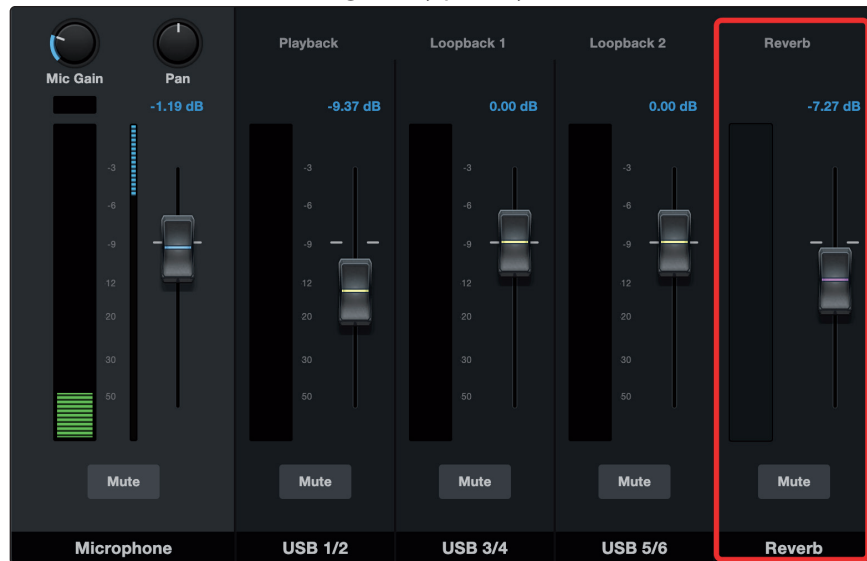 Playback Loopback 1 Loopback 2 Reverb
Mic Gain Pan
-1.19 dB -9.37 dB 0.00 dB 0.00 dB -7.27 dB
-3 -3 -3 -3
-6 -6 -6 -6
-9 -9 -9 -9
12 12 12 12
20 20 20 20
30 30 30 30
50 50 50 50
Mute Mute Mute Mute Mute
Microphone USB 1/2 USB 3/4 USB 5/6 Reverb